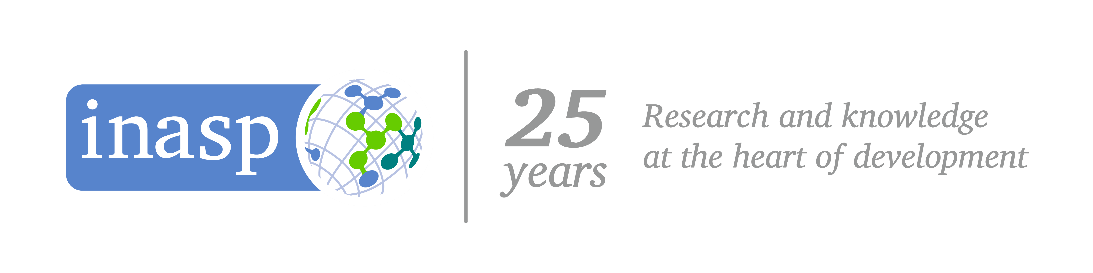 inasp
25
years
Research and knowledge
at the heart of development